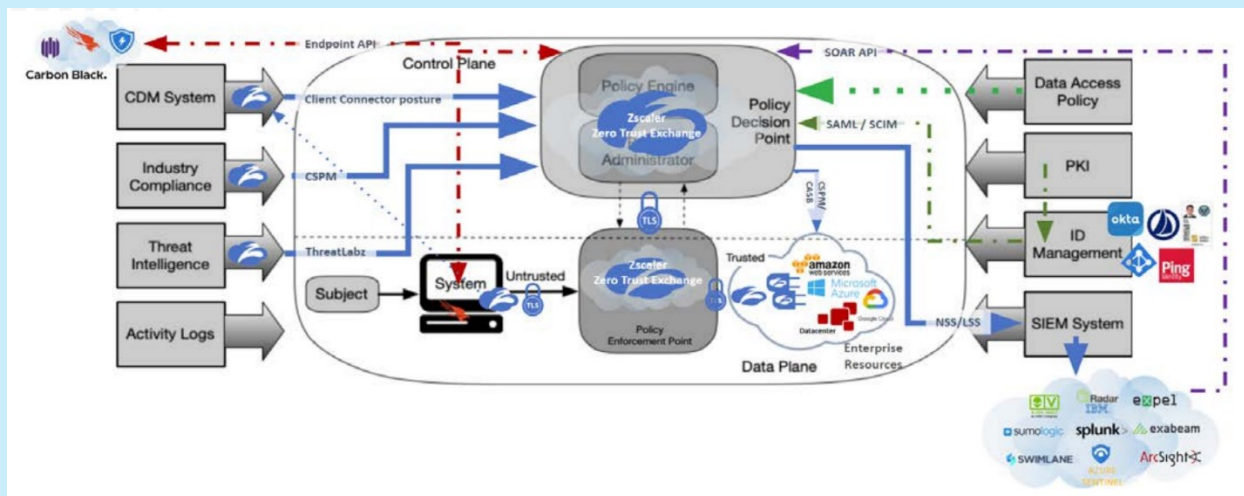 Carbon Black.
Endpoint API
SOAR API
Control Plane
CDM System
Client Connector posture
Policy Engine
Zscaler
Zero Trust Exchange
Administrator
Policy
Decision
Point
Data Access
Policy
SAML / SCIM
Industry
Compliance
CSPM
PKI
TLS
CSPM/
CASB
okta
Threat
Intelligence
ThreatLabz
ID
Management
Ping
Subject
System
Untrusted
TLS
Zscaler
Zero Trust Exchange
Policy
Enforcement Point
TLS
Trusted
amazon
web services
Microsoft
Azure
Google Cloud
Datacenter
Enterprise
Resources
Data Plane
Activity Logs
NSS/LSS
SIEM System
Radar
IBM
expel
sumologic
splunk>
exabeam
SWIMLANE
AZURE
SENTINEL
ArcSight